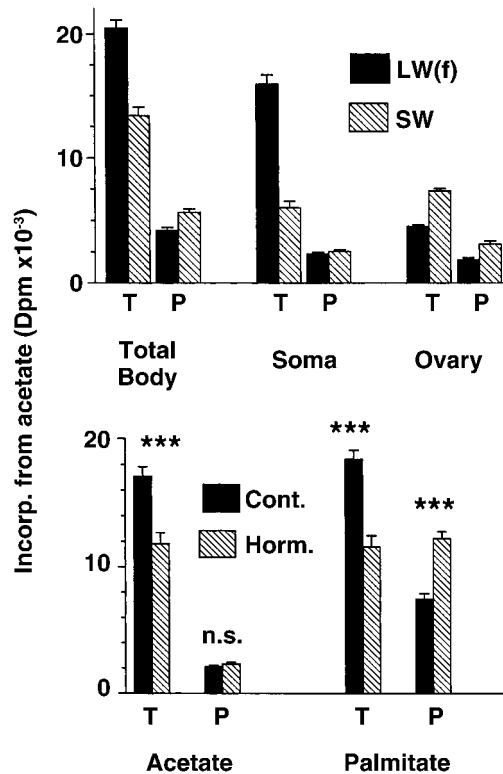 Incorp. from acetate (Dpm x10-3)
20
10
0
LW(f)
SW
T P T P T P
Total Body
Soma
Ovary
20
10
0
***
n.s.
***
***
Cont.
Horm.
T P T P
Acetate Palmitate